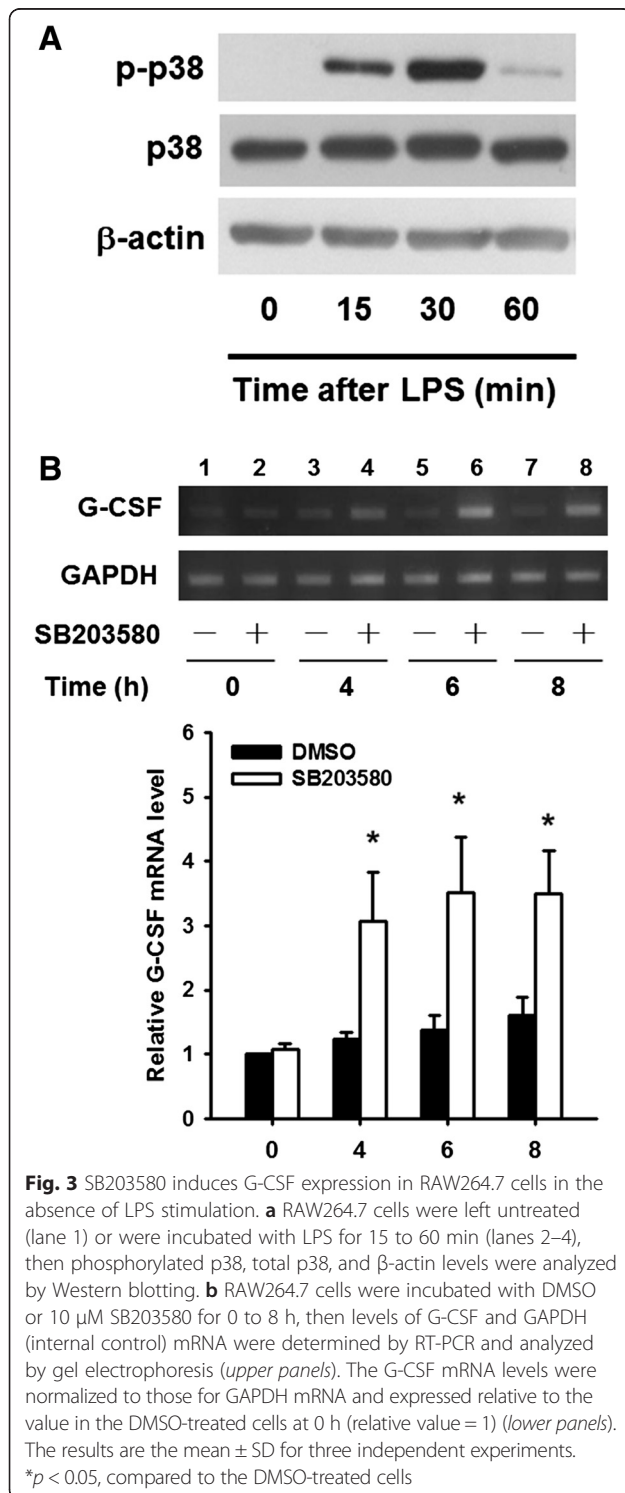 A
p-p38
p38
β-actin
0 15 30 60
Time after LPS (min)
B
1 2 3 4 5 6 7 8
G-CSF
GAPDH
SB203580 − + − + − + − +
Time (h) 0 4 6 8
6
DMSO
SB203580
5
4
3
2
1
0
* * *
Relative G-CSF mRNA level
0 4 6 8
Fig. 3 SB203580 induces G-CSF expression in RAW264.7 cells in the
absence of LPS stimulation. a RAW264.7 cells were left untreated
(lane 1) or were incubated with LPS for 15 to 60 min (lanes 2–4),
then phosphorylated p38, total p38, and β-actin levels were analyzed
by Western blotting. b RAW264.7 cells were incubated with DMSO
or 10 μM SB203580 for 0 to 8 h, then levels of G-CSF and GAPDH
(internal control) mRNA were determined by RT-PCR and analyzed
by gel electrophoresis (upper panels). The G-CSF mRNA levels were
normalized to those for GAPDH mRNA and expressed relative to the
value in the DMSO-treated cells at 0 h (relative value = 1) (lower panels).
The results are the mean ± SD for three independent experiments.
*p < 0.05, compared to the DMSO-treated cells